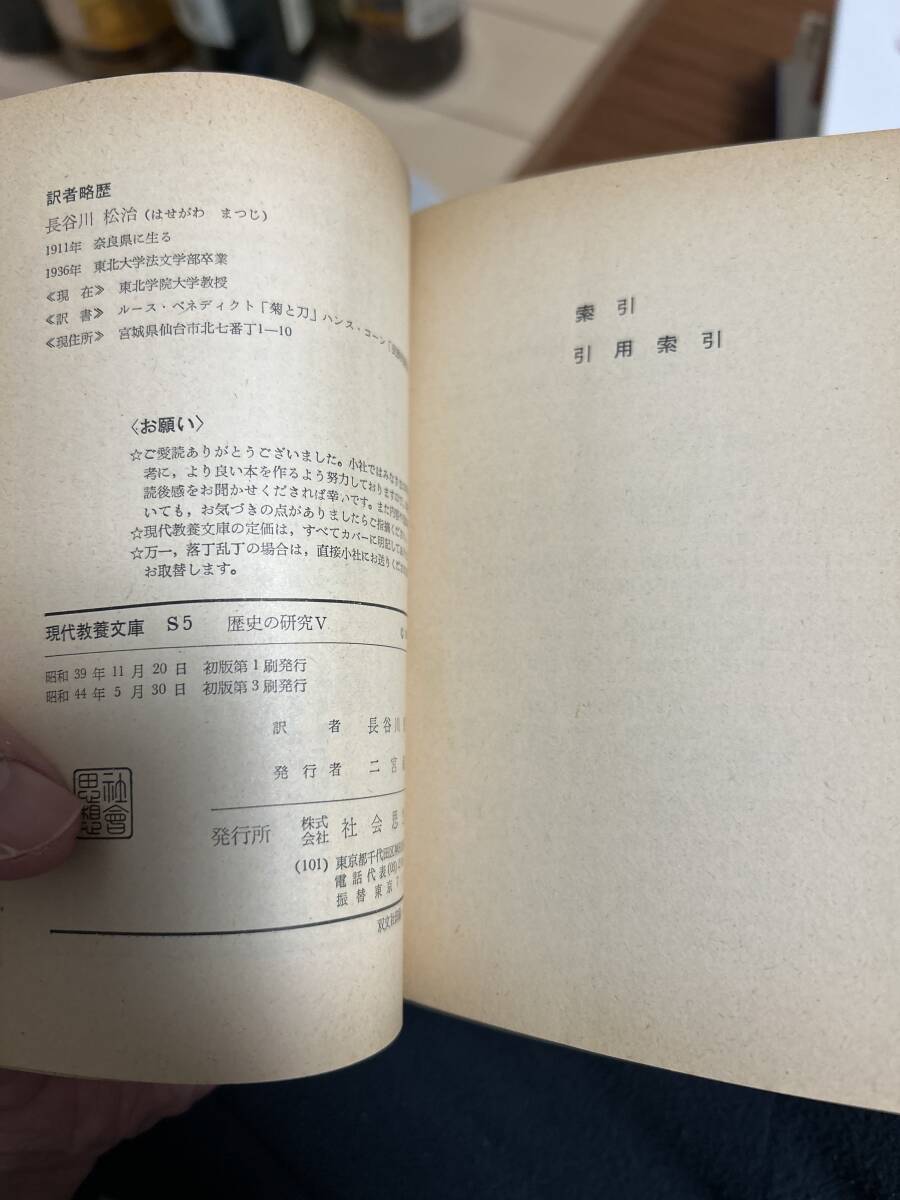 訳者略歴
長谷川 松治（はせがわ まつじ）
1911年 奈良県に生る
1936年 東北大学法文学部卒業
≪現 在≫ 東北学院大学教授
≪訳 書≫ ルース・ベネディクト「菊と刀」ハンス・コーン「
≪現住所≫ 宮城県仙台市北七番丁1―10
〈お願い〉
☆ご愛読ありがとうございました。小社ではみなさまの
考に，より良い本を作るよう努力しております
読後感をお聞かせくだされば幸いです。また内容
いても，お気づきの点がありましたらご指摘くださ
☆現代教養文庫の定価は，すべてカバーに明記してあ
☆万一，落丁乱丁の場合は，直接小社にお送りくだ
お取替します。
現代教養文庫 S5 歴史の研究V
昭和 39 年 11 月 20 日 初版第1刷発行
昭和 44 年 5 月 30 日 初版第3刷発行
訳 者 長谷川
発行者 二宮
社會
思想
発行所 株式会社 社会思
(101) 東京都千代田区
電話代表(03)
振替東京
索引
引用索引